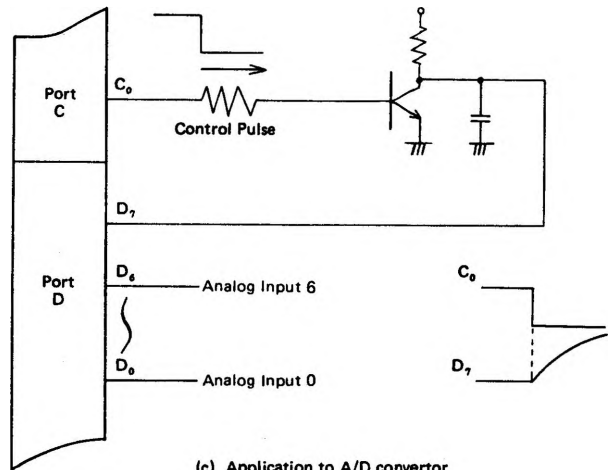 Port
C
C₀
Control Pulse
D₇
Port
D
D₆
Analog Input 6
D₀
Analog Input 0
C₀
D₇
(c) Application to A/D convertor